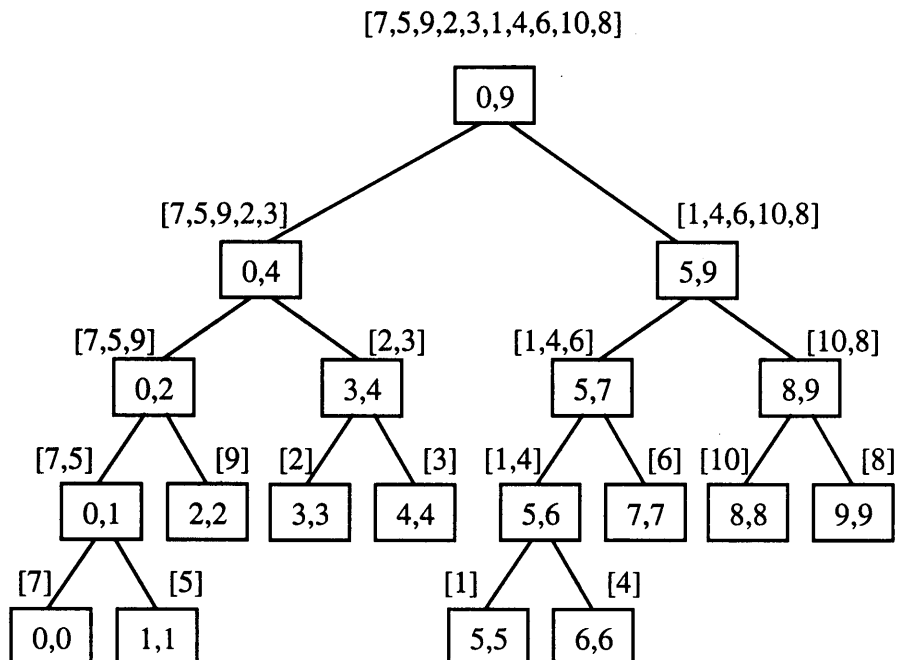 [7,5,9,2,3,1,4,6,10,8]
0,9
[7,5,9,2,3] [1,4,6,10,8]
0,4 5,9
[7,5,9] [2,3] [1,4,6] [10,8]
0,2 3,4 5,7 8,9
[7,5] [9] [2] [3] [1,4] [6] [10] [8]
0,1 2,2 3,3 4,4 5,6 7,7 8,8 9,9
[7] [5] [1] [4]
0,0 1,1 5,5 6,6